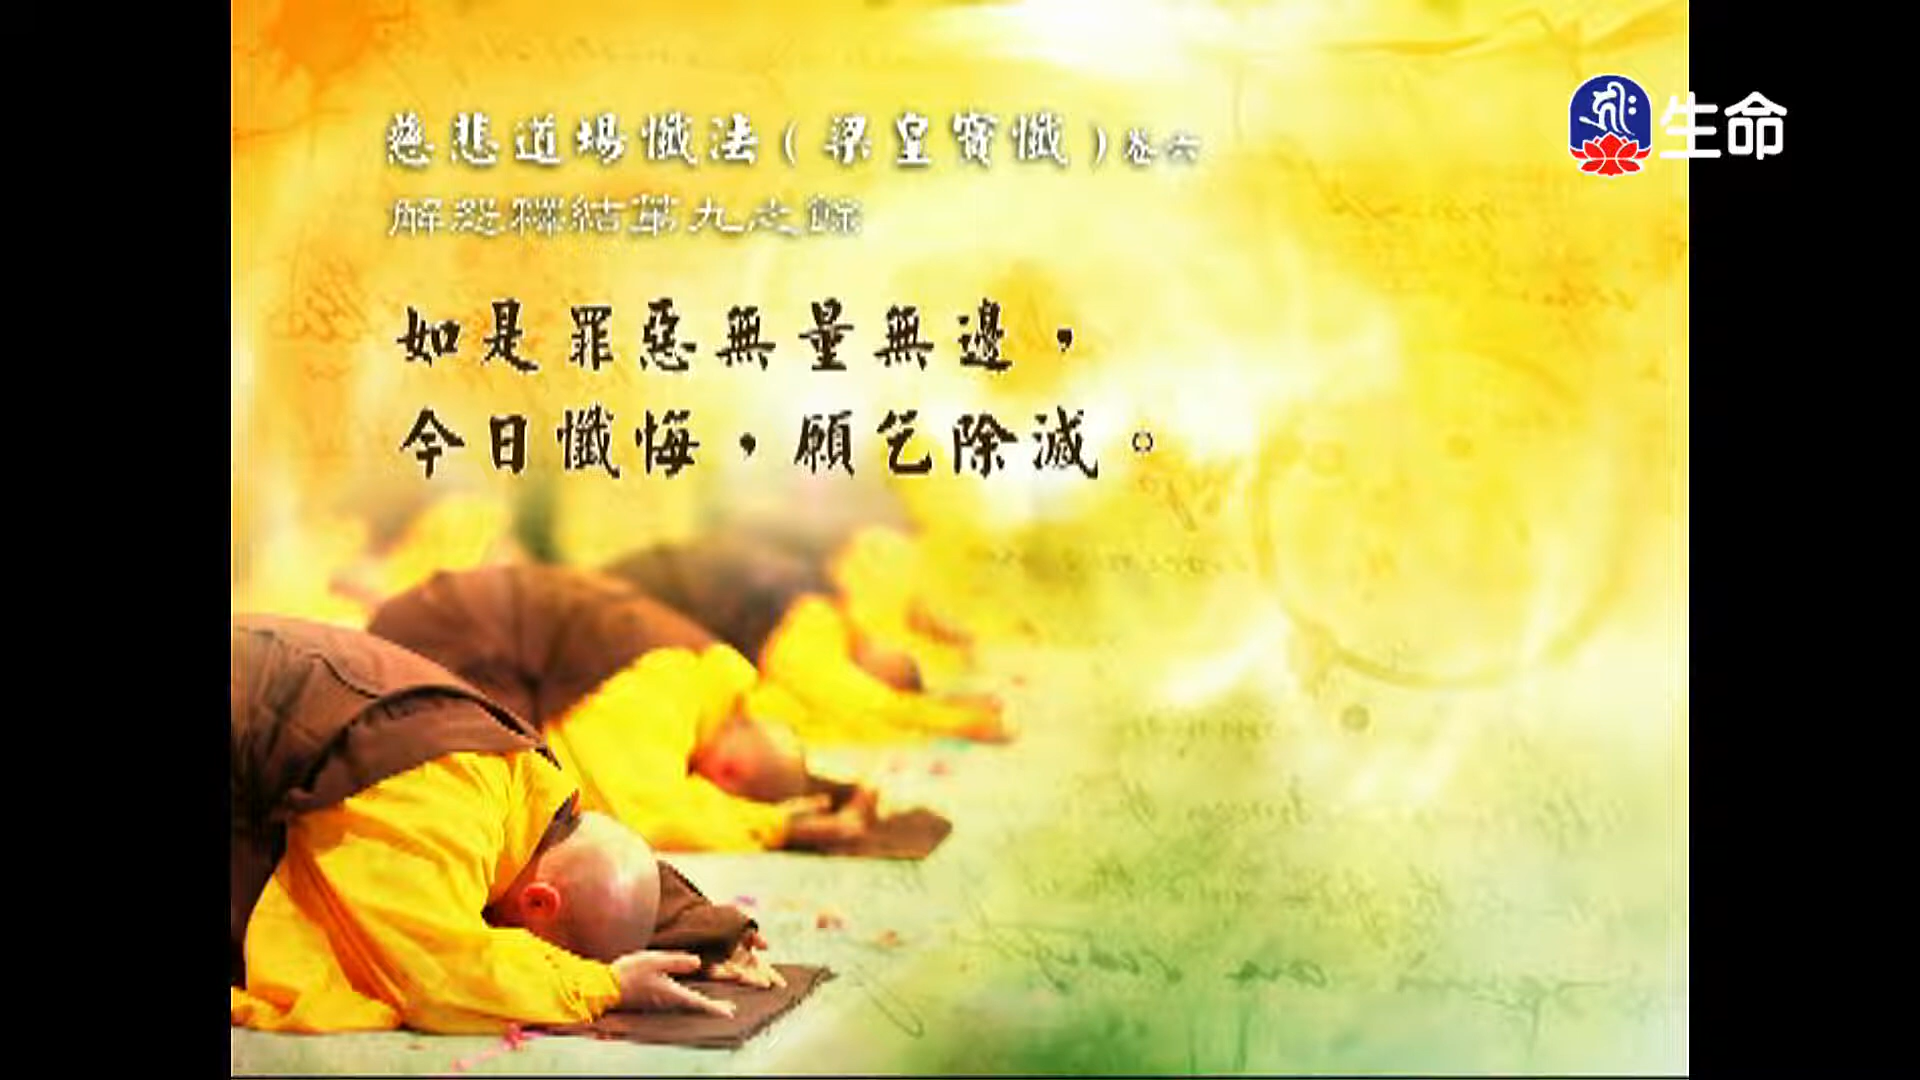 慈悲道場懺法（梁皇寶懺）卷六
解冤釋結第九之餘
如是罪惡無量無邊，
今日懺悔，願乞除滅。
生命